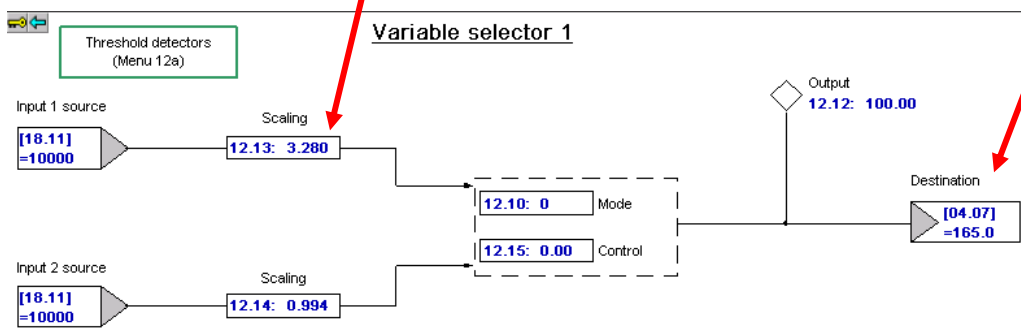 Threshold detectors
(Menu 12a)
Variable selector 1
Input 1 source
[18.11]
=10000
Scaling
12.13: 3.280
Output
12.12: 100.00
12.10: 0 Mode
12.15: 0.00 Control
Destination
[04.07]
=165.0
Input 2 source
[18.11]
=10000
Scaling
12.14: 0.994